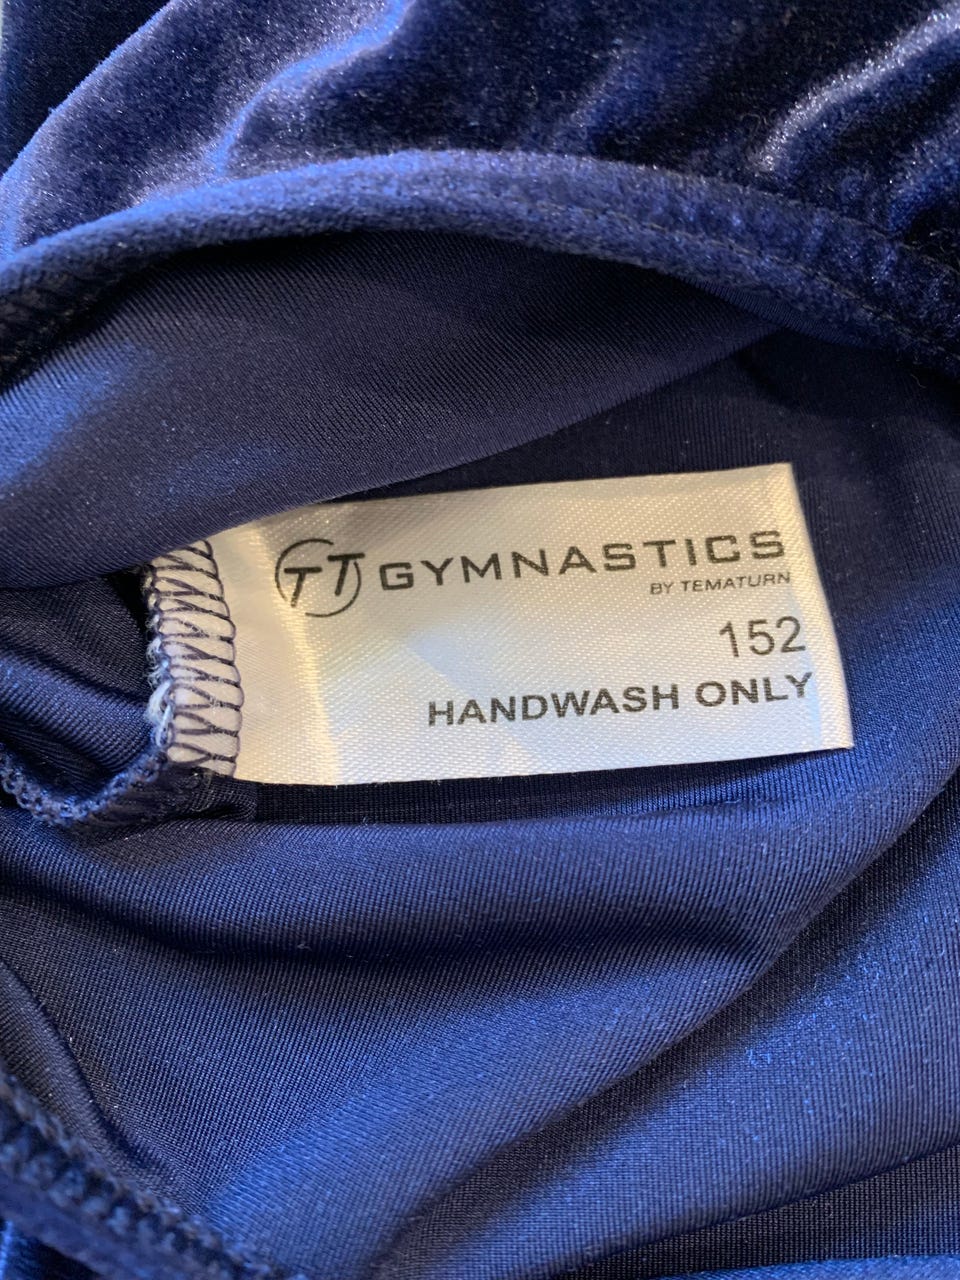 TT GYMNASTICS
BY TEMATURN
152
HANDWASH ONLY